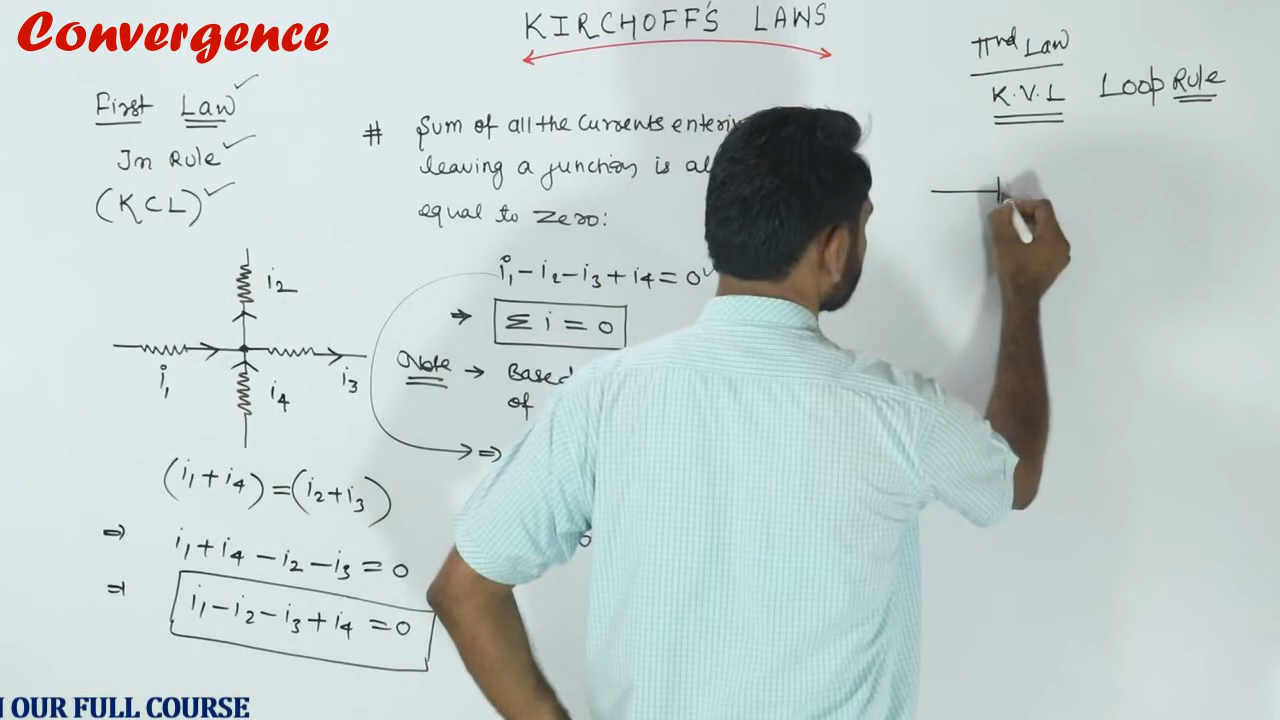 Convergence
KIRCHOFF'S LAWS
First Law
Jn Rule
(KCL)
# Sum of all the currents
leaving a junction is
equal to Zero:
i₁ - i₂ - i₃ + i₄ = 0
⇒ Σ i = 0
Note → Based
of
⇒
i₂
i₁
i₃
i₄
(i₁ + i₄) = (i₂ + i₃)
⇒ i₁ + i₄ - i₂ - i₃ = 0
⇒ i₁ - i₂ - i₃ + i₄ = 0
IInd Law
K.V.L Loop Rule
OUR FULL COURSE